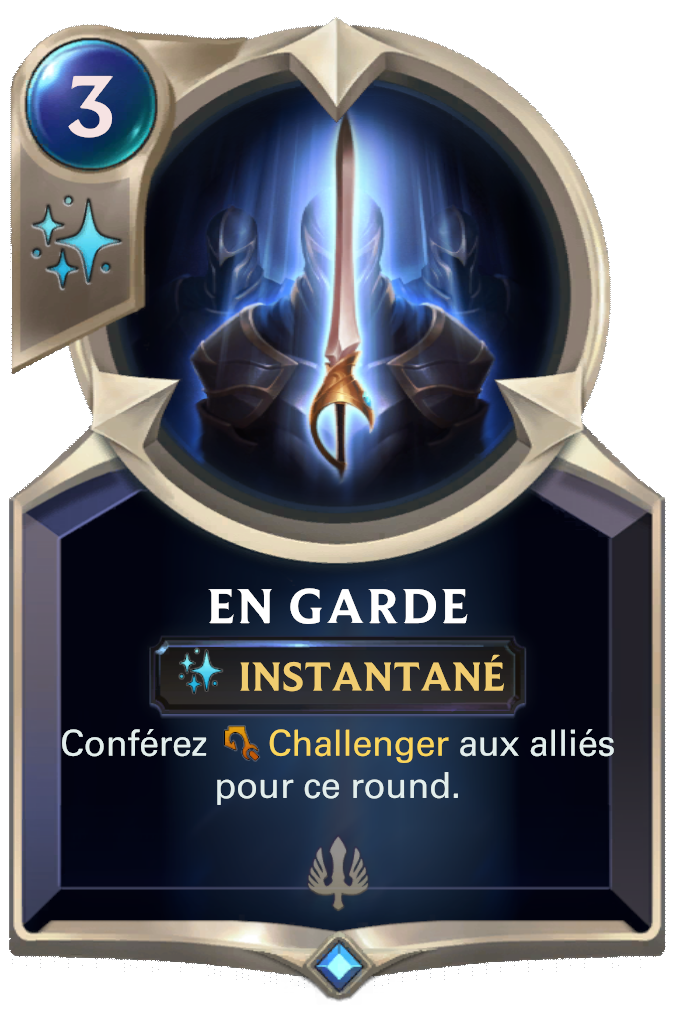 3
EN GARDE
INSTANTANÉ
Conférez Challenger aux alliés
pour ce round.